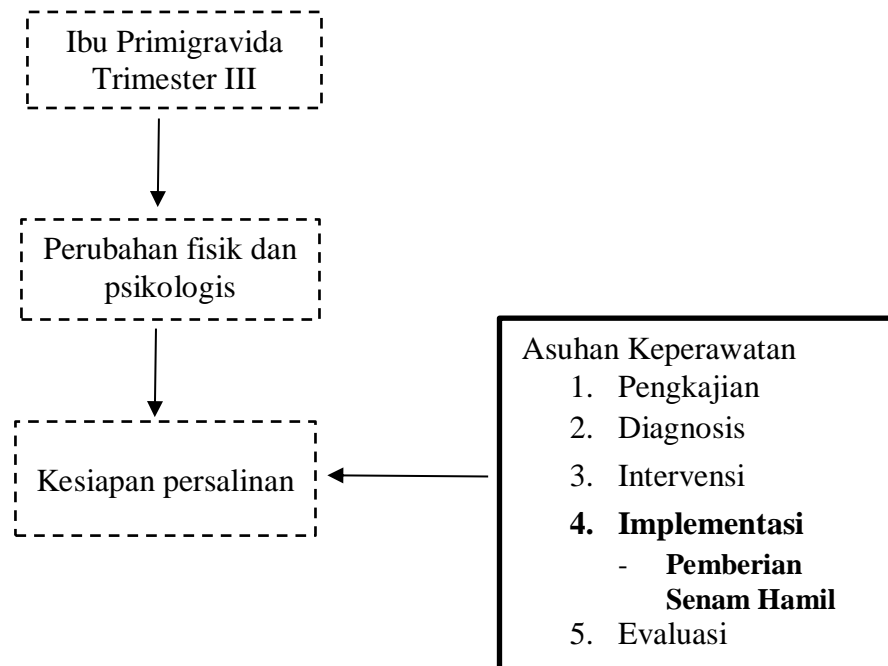 Ibu Primigravida
Trimester III
Perubahan fisik dan
psikologis
Kesiapan persalinan
Asuhan Keperawatan
1. Pengkajian
2. Diagnosis
3. Intervensi
4. Implementasi
- Pemberian
Senam Hamil
5. Evaluasi